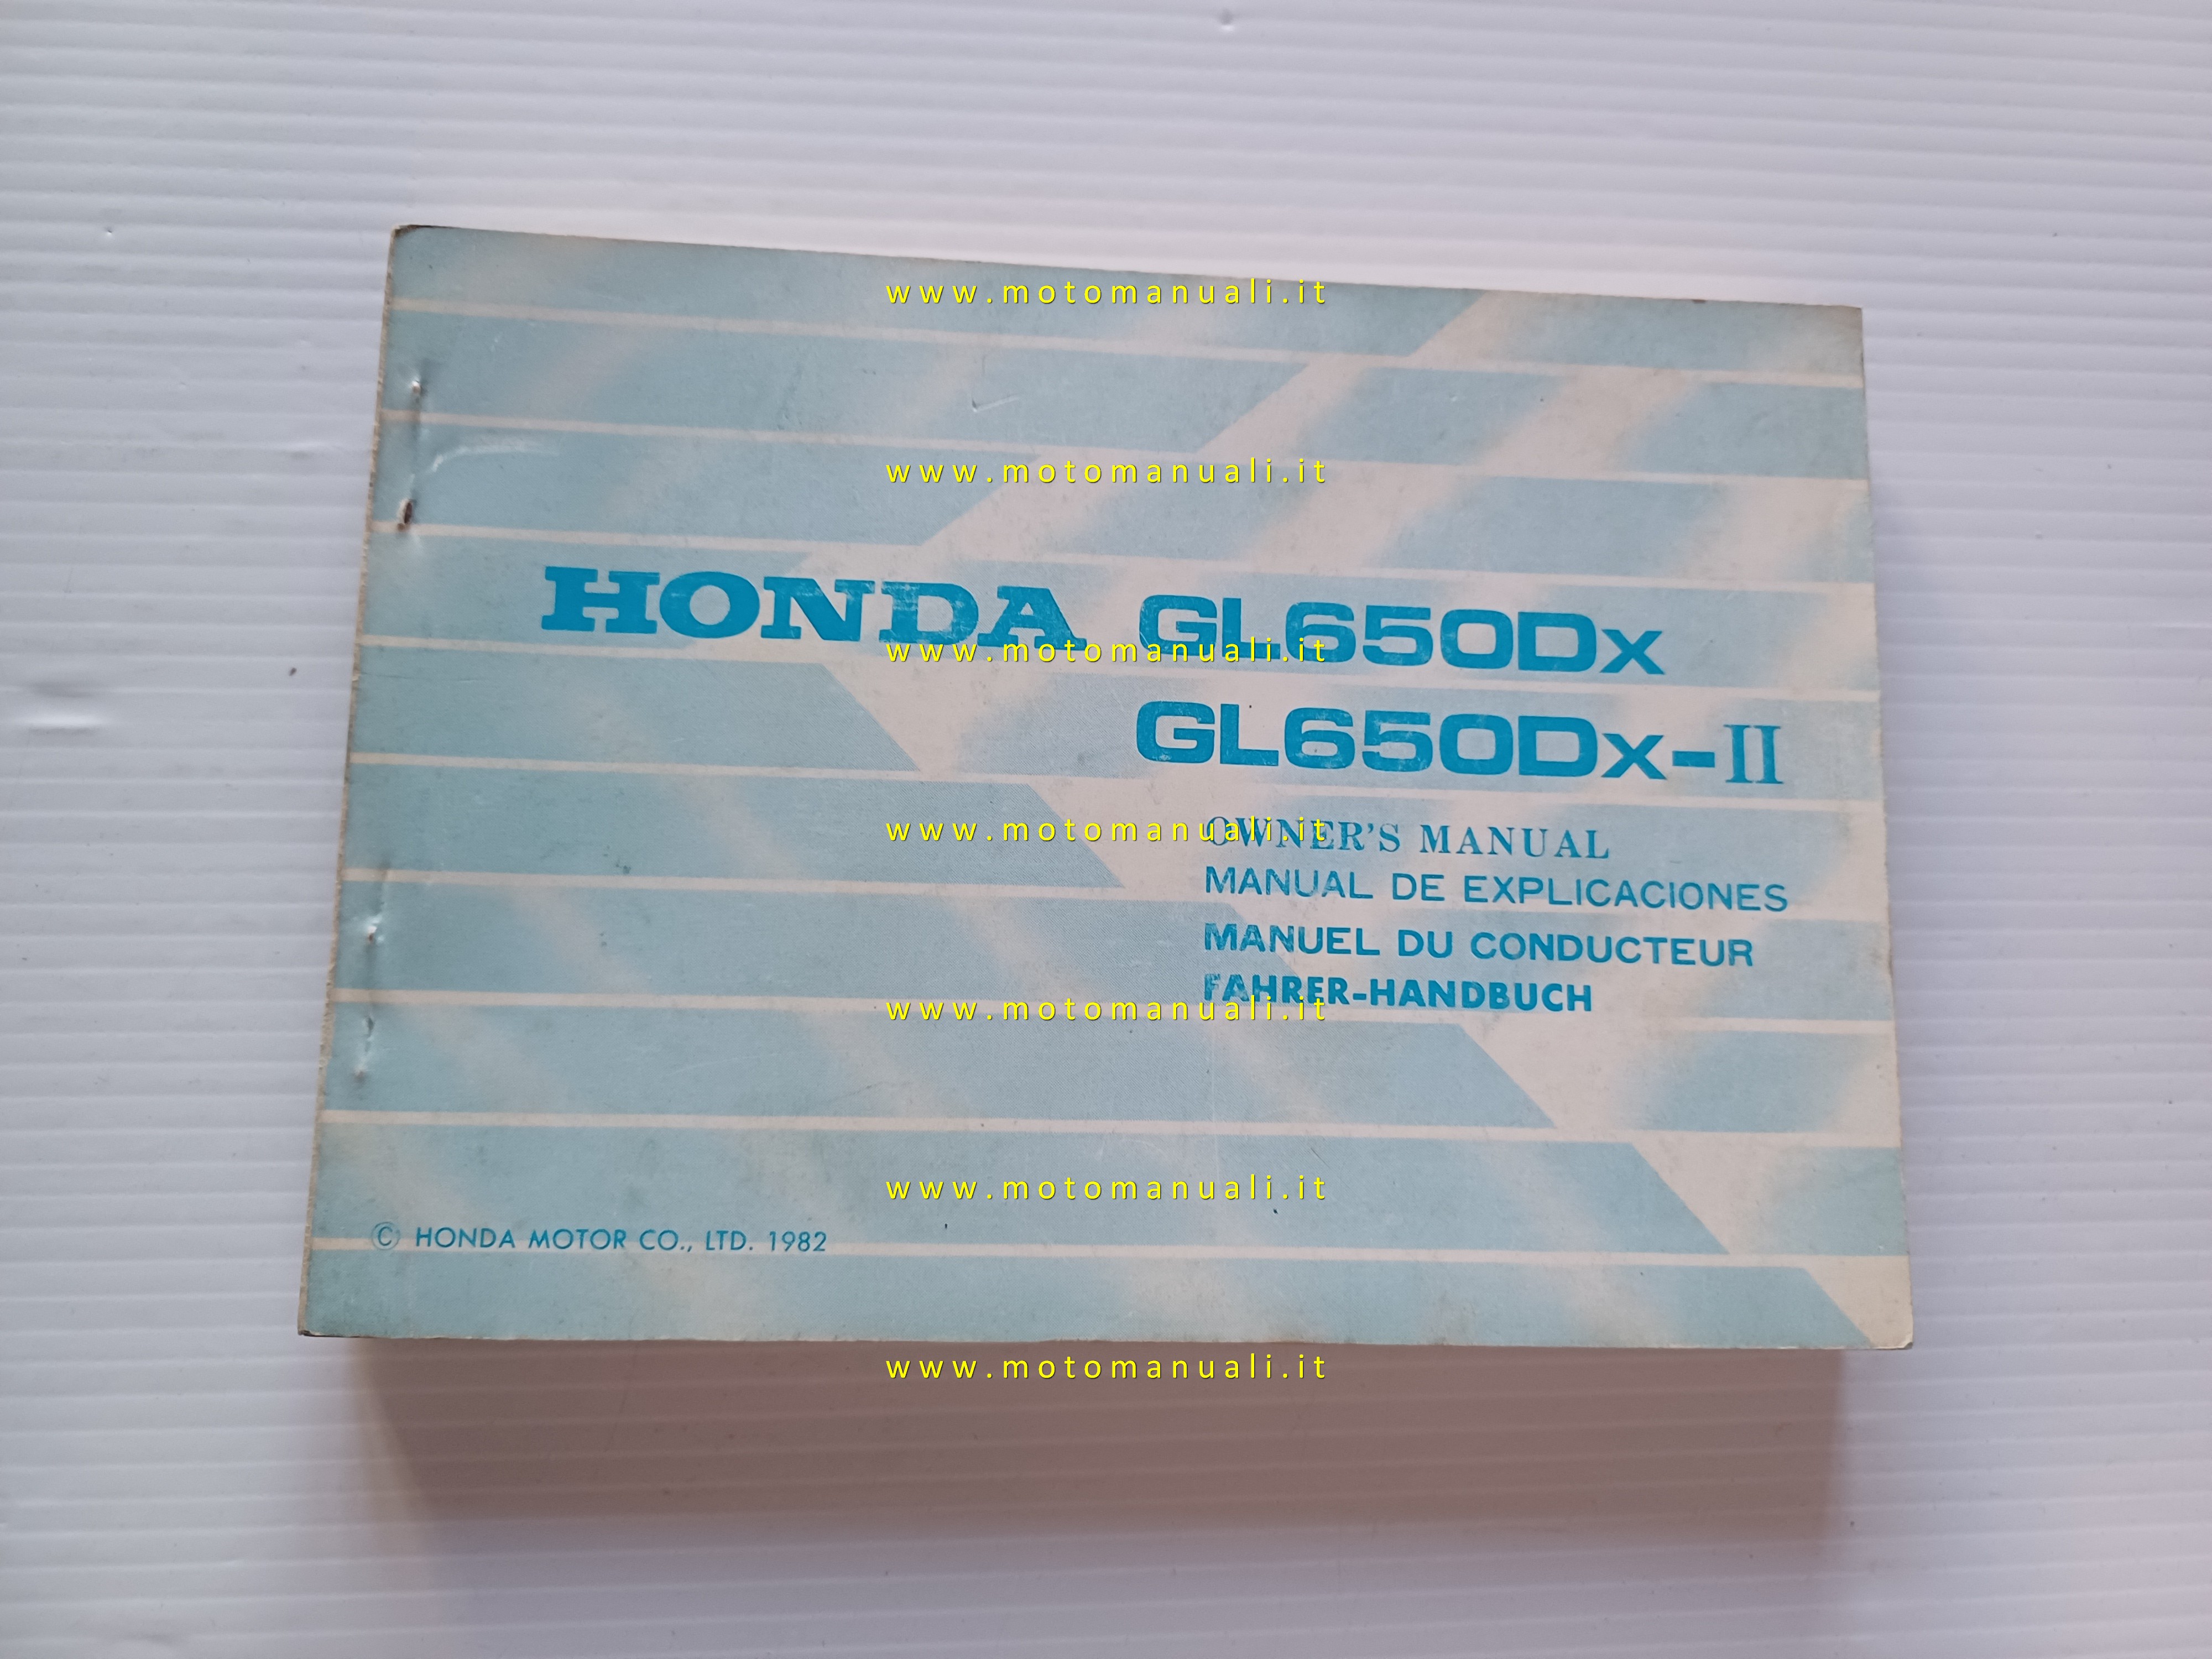 www.motomanuali.it
www.motomanuali.it
HONDA GL650Dx
www.motomanuali.it
GL650Dx-II
OWNER'S MANUAL
www.motomanuali.it
MANUAL DE EXPLICACIONES
MANUEL DU CONDUCTEUR
FAHRER-HANDBUCH
www.motomanuali.it
www.motomanuali.it
© HONDA MOTOR CO., LTD. 1982
www.motomanuali.it